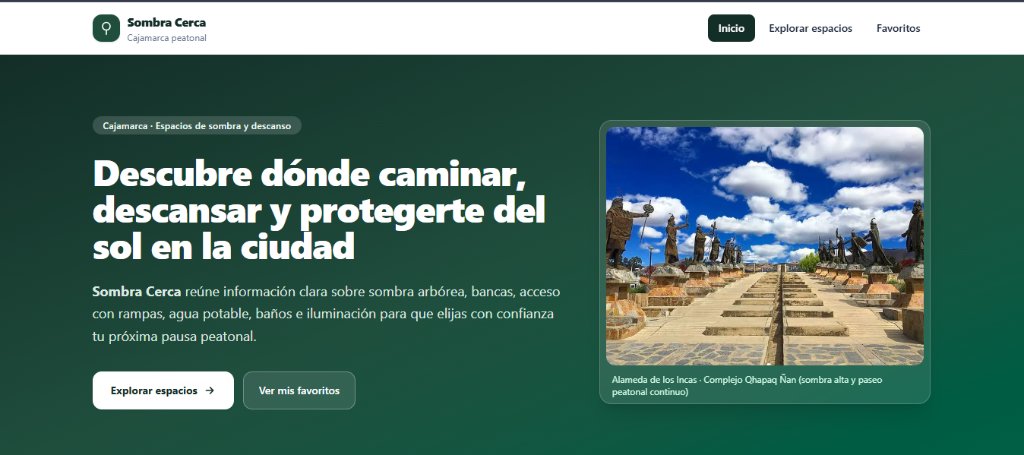 Sombra Cerca
Cajamarca peatonal
Inicio
Explorar espacios
Favoritos
Cajamarca · Espacios de sombra y descanso
Descubre dónde caminar,
descansar y protegerte del
sol en la ciudad
Sombra Cerca reúne información clara sobre sombra arbórea, bancas, acceso
con rampas, agua potable, baños e iluminación para que elijas con confianza
tu próxima pausa peatonal.
Explorar espacios →
Ver mis favoritos
Alameda de los Incas · Complejo Qhapaq Ñan (sombra alta y paseo
peatonal continuo)